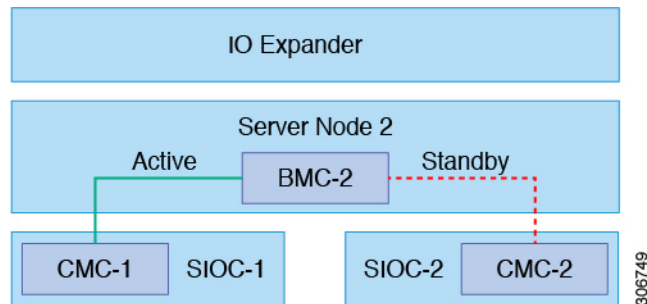 IO Expander
Server Node 2
Active
BMC-2
Standby
CMC-1
SIOC-1
SIOC-2
CMC-2
306749